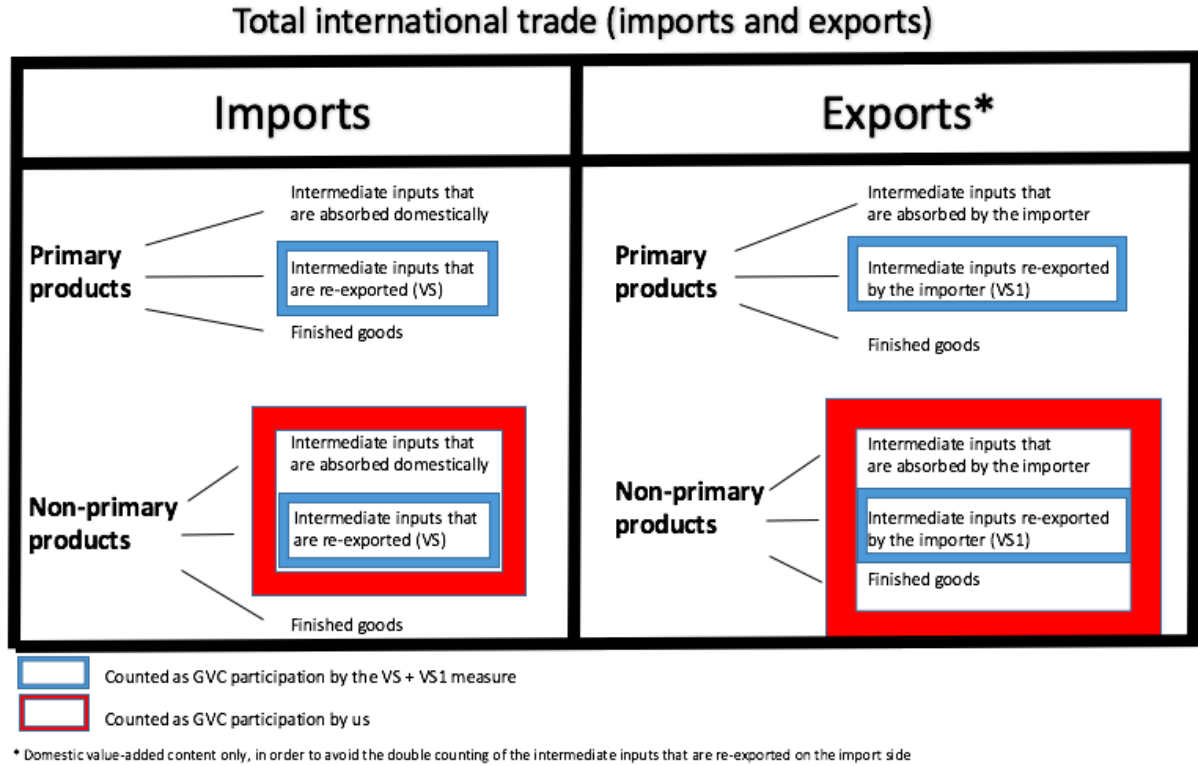 Total international trade (imports and exports)
Imports
Exports*
Primary
products
Intermediate inputs that
are absorbed domestically
Intermediate inputs that
are re-exported (VS)
Finished goods
Primary
products
Intermediate inputs that
are absorbed by the importer
Intermediate inputs re-exported
by the importer (VS1)
Finished goods
Non-primary
products
Intermediate inputs that
are absorbed domestically
Intermediate inputs that
are re-exported (VS)
Finished goods
Non-primary
products
Intermediate inputs that
are absorbed by the importer
Intermediate inputs re-exported
by the importer (VS1)
Finished goods
Counted as GVC participation by the VS + VS1 measure
Counted as GVC participation by us
* Domestic value-added content only, in order to avoid the double counting of the intermediate inputs that are re-exported on the import side